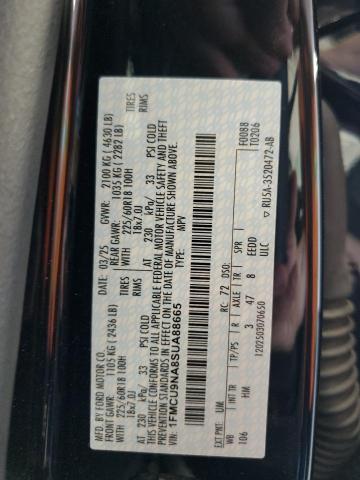 MFD. BY FORD MOTOR CO.
03/25 GVWR: 2100 KG ( 4630 LB)
FRONT GAWR: 1105 KG ( 2436 LB) REAR GAWR: 1035 KG ( 2282 LB)
WITH 225/60R18 100H TIRES WITH 225/60R18 100H TIRES
18x7.0J RIMS 18x7.0J RIMS
AT 230 kPa/ 33 PSI COLD AT 230 kPa/ 33 PSI COLD
THIS VEHICLE CONFORMS TO ALL APPLICABLE FEDERAL MOTOR VEHICLE SAFETY AND THEFT
PREVENTION STANDARDS IN EFFECT ON THE DATE OF MANUFACTURE SHOWN ABOVE.
VIN: 1FMCU9NA8SUA88665 TYPE: MPV
F0088
T0206
EXT PNT: UM RC: 72 DSO:
WB INT TR TP/PS R AXLE TR SPR
106 HM 3 47 8 EEDD
ULC
1202503070650 ▽ RU5A-3520472-AB